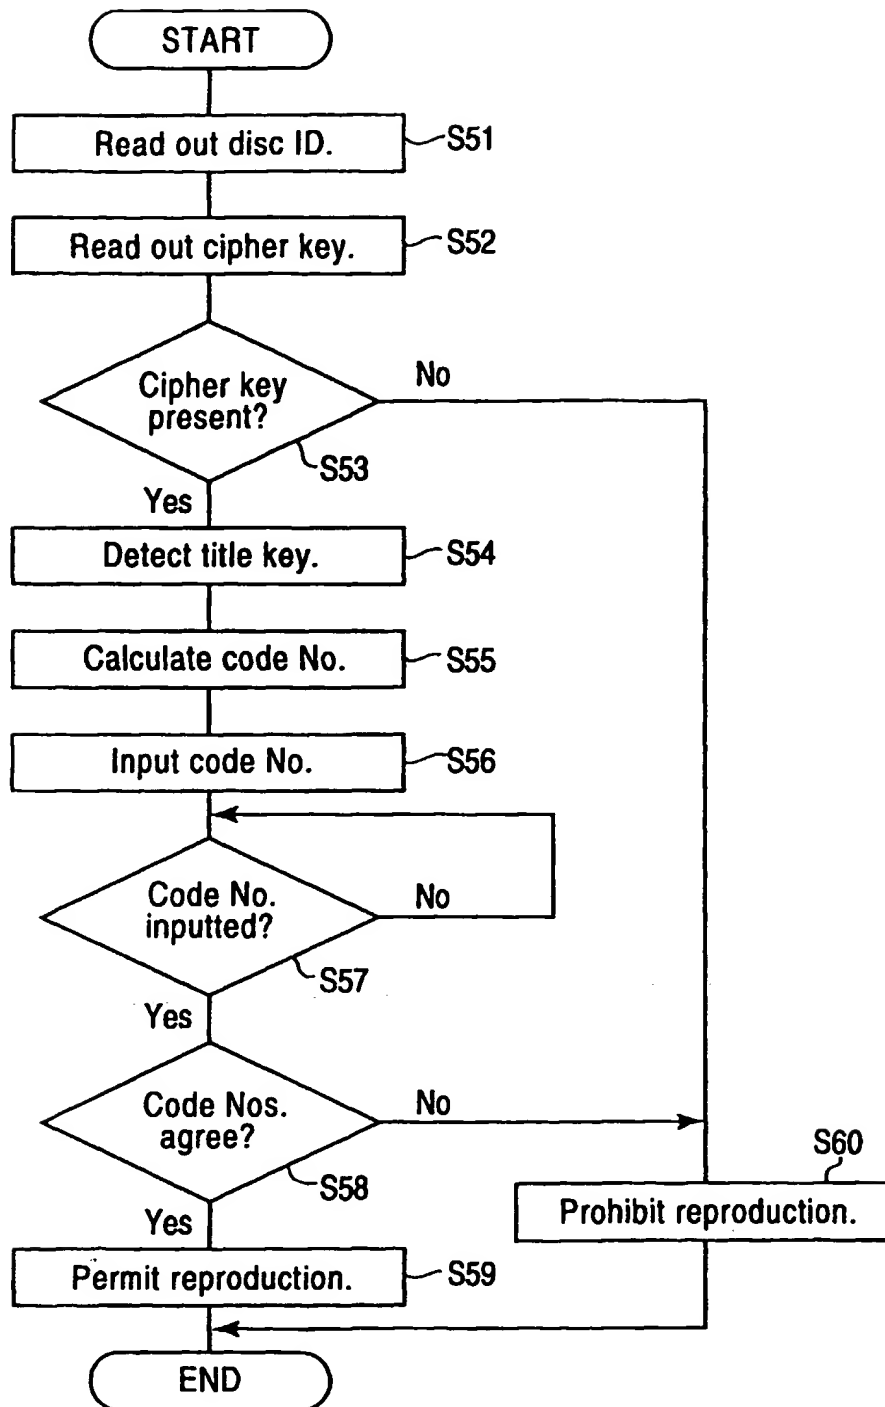 START
Read out disc ID.
S51
Read out cipher key.
S52
Cipher key
present?
No
S53
Yes
Detect title key.
S54
Calculate code No.
S55
Input code No.
S56
Code No.
inputted?
No
S57
Yes
Code Nos.
agree?
No
S58
S60
Prohibit reproduction.
Yes
Permit reproduction.
S59
END